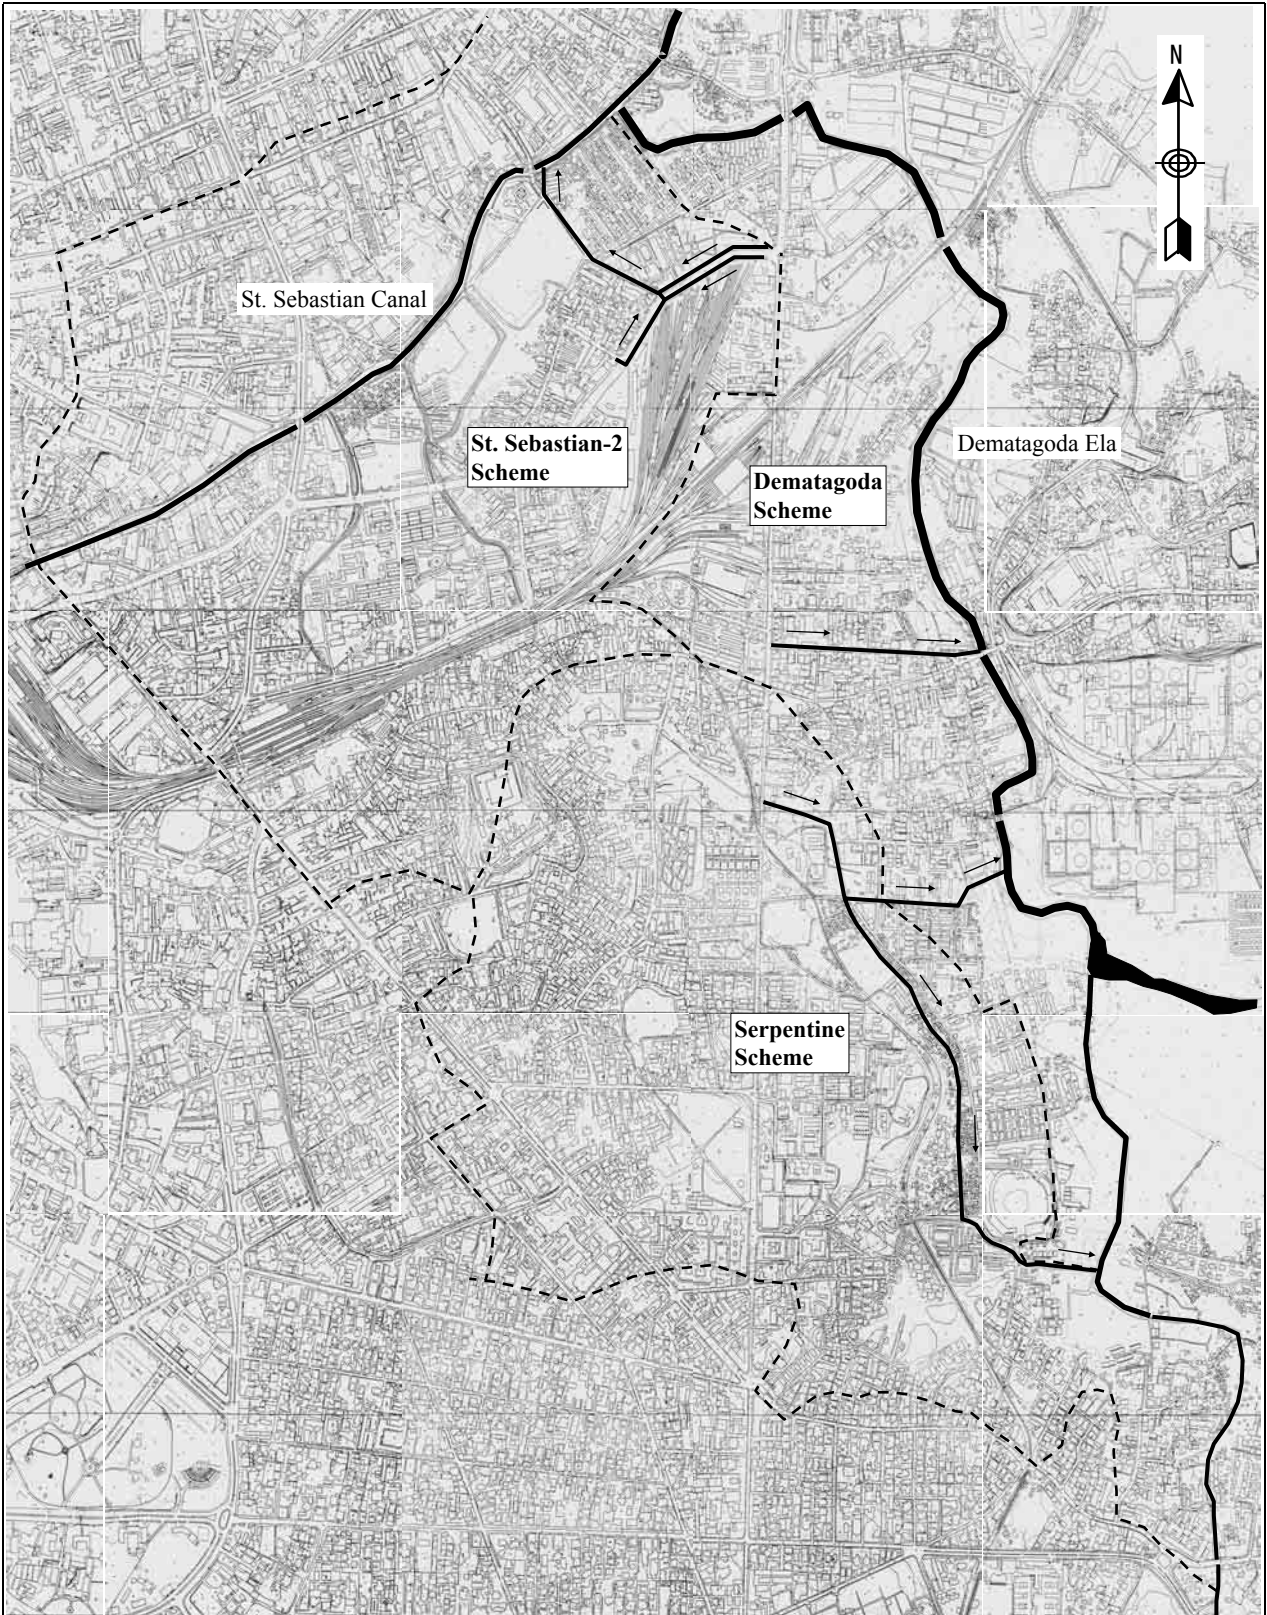 N
St. Sebastian Canal
St. Sebastian-2
Scheme
Dematagoda Ela
Dematagoda
Scheme
Serpentine
Scheme